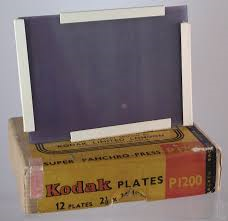 KODAK LIMITED LONDON
SUPER PANCHRO-PRESS
Kodak PLATES P1200
12 PLATES